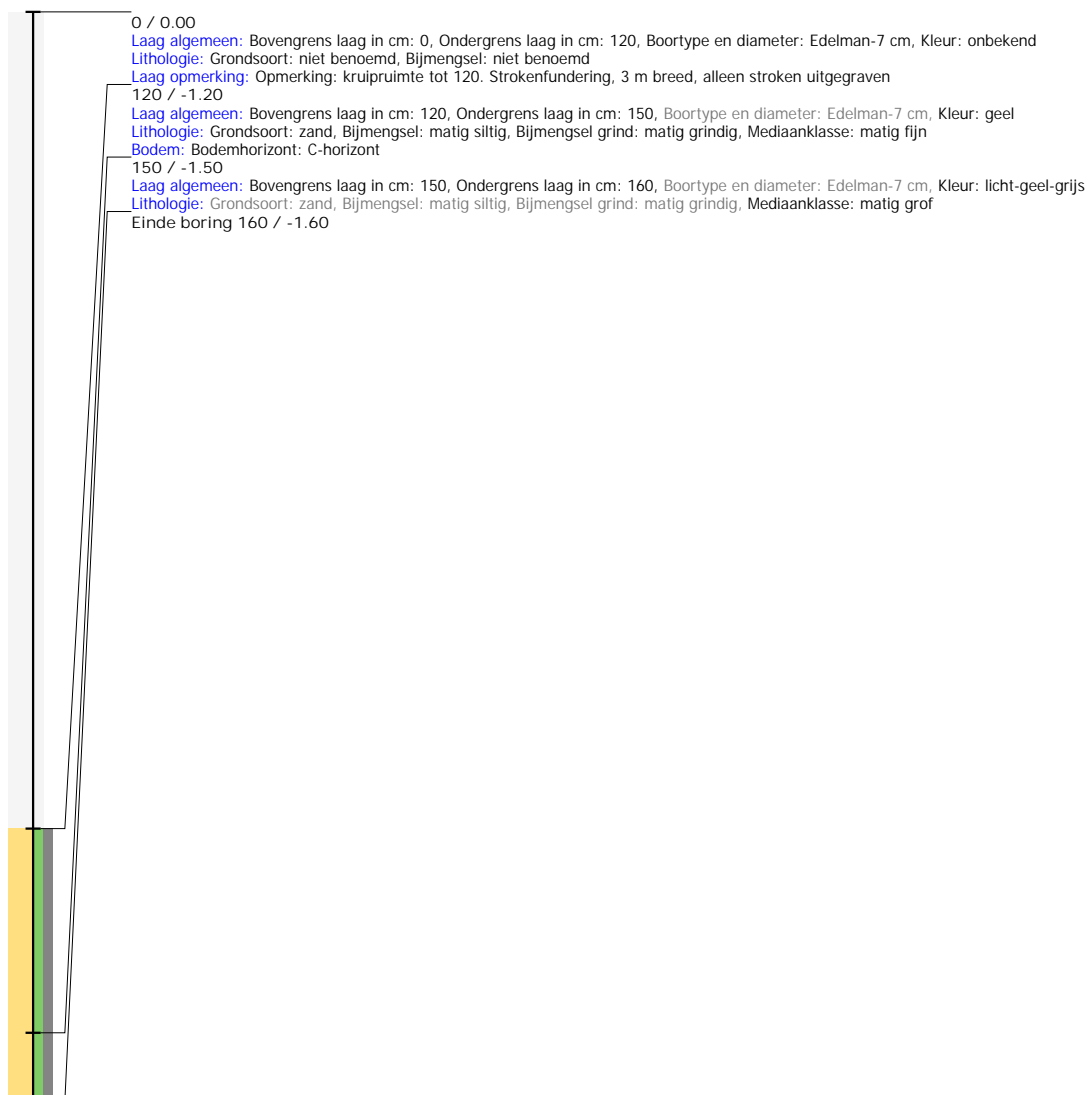 0 / 0.00
Laag algemeen: Bovengrens laag in cm: 0, Ondergrens laag in cm: 120, Boortype en diameter: Edelman-7 cm, Kleur: onbekend
Lithologie: Grondsoort: niet benoemd, Bijmengsel: niet benoemd
Laag opmerking: Opmerking: kruipruimte tot 120. Strokenfundering, 3 m breed, alleen stroken uitgegraven
120 / -1.20
Laag algemeen: Bovengrens laag in cm: 120, Ondergrens laag in cm: 150, Boortype en diameter: Edelman-7 cm, Kleur: geel
Lithologie: Grondsoort: zand, Bijmengsel: matig siltig, Bijmengsel grind: matig grindig, Mediaanklasse: matig fijn
Bodem: Bodemhorizont: C-horizont
150 / -1.50
Laag algemeen: Bovengrens laag in cm: 150, Ondergrens laag in cm: 160, Boortype en diameter: Edelman-7 cm, Kleur: licht-geel-grijs
Lithologie: Grondsoort: zand, Bijmengsel: matig siltig, Bijmengsel grind: matig grindig, Mediaanklasse: matig grof
Einde boring 160 / -1.60